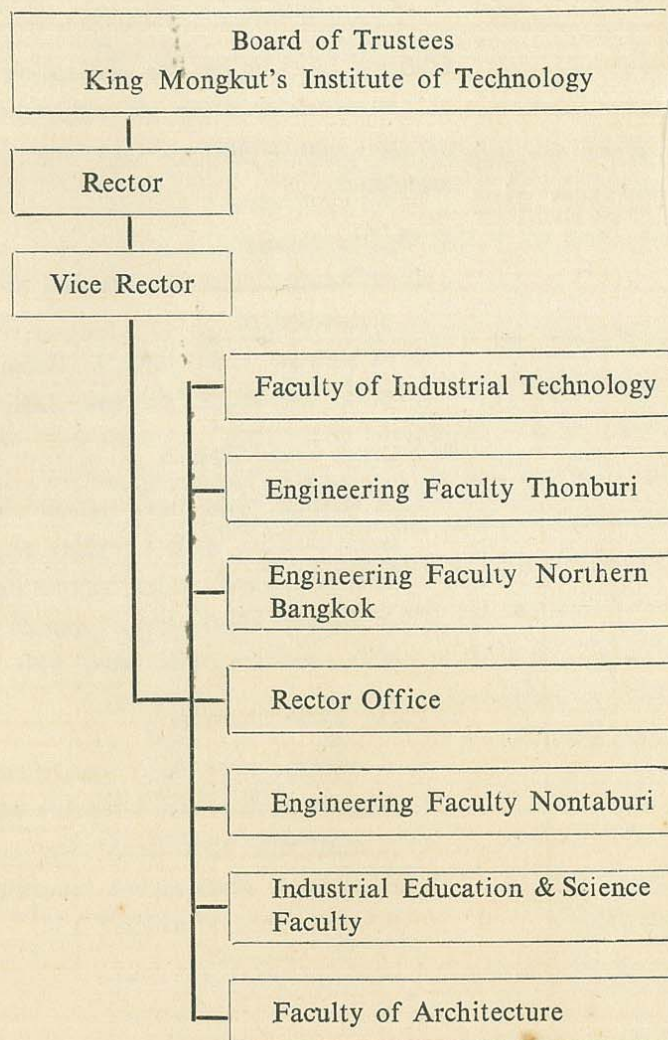 Board of Trustees
King Mongkut's Institute of Technology
Rector
Vice Rector
Faculty of Industrial Technology
Engineering Faculty Thonburi
Engineering Faculty Northern
Bangkok
Rector Office
Engineering Faculty Nontaburi
Industrial Education & Science
Faculty
Faculty of Architecture